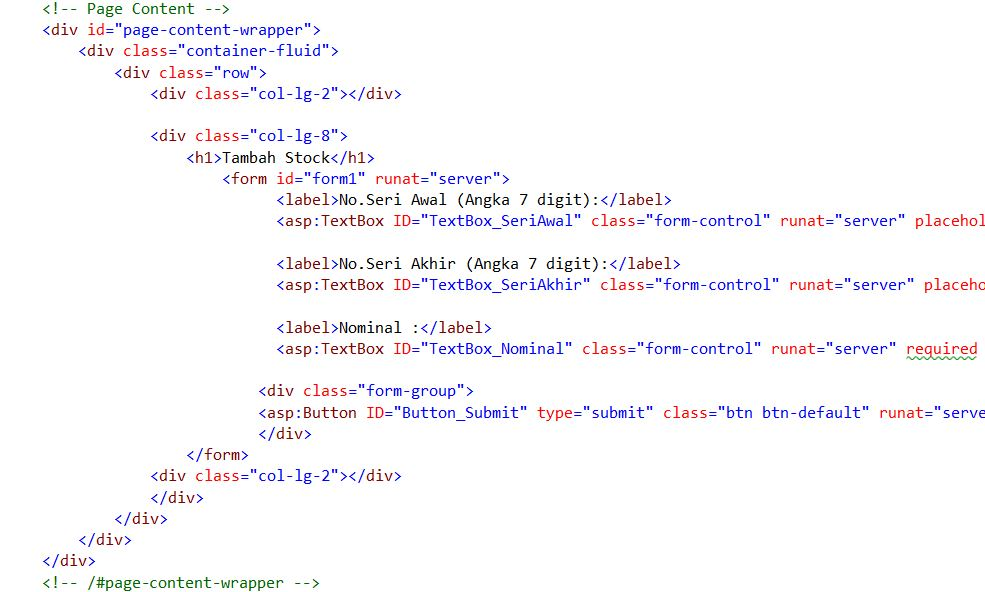 <!-- Page Content -->
<div id="page-content-wrapper">
<div class="container-fluid">
<div class="row">
<div class="col-lg-2"></div>
<div class="col-lg-8">
<h1>Tambah Stock</h1>
<form id="form1" runat="server">
<label>No.Seri Awal (Angka 7 digit):</label>
<asp:TextBox ID="TextBox_SeriAwal" class="form-control" runat="server" placehol
<label>No.Seri Akhir (Angka 7 digit):</label>
<asp:TextBox ID="TextBox_SeriAkhir" class="form-control" runat="server" placeho
<label>Nominal :</label>
<asp:TextBox ID="TextBox_Nominal" class="form-control" runat="server" required
<div class="form-group">
<asp:Button ID="Button_Submit" type="submit" class="btn btn-default" runat="serve
</div>
</form>
<div class="col-lg-2"></div>
</div>
</div>
</div>
</div>
<!-- /#page-content-wrapper -->